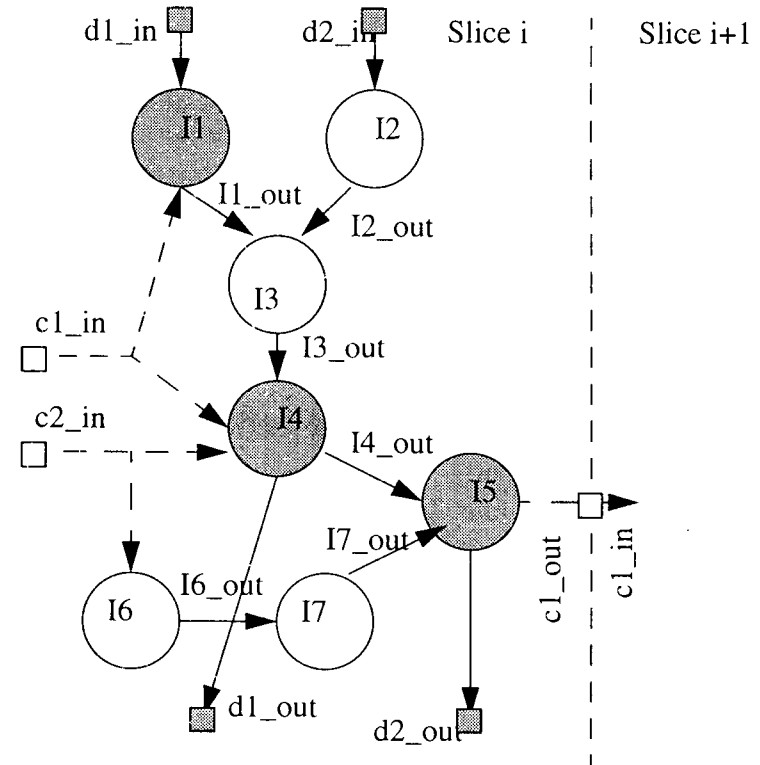 d1_in
d2_in
Slice i
Slice i+1
I1
I2
I1_out
I2_out
I3
c1_in
I3_out
c2_in
I4
I4_out
I5
I7_out
c1_out
c1_in
I6_out
I6
I7
d1_out
d2_out